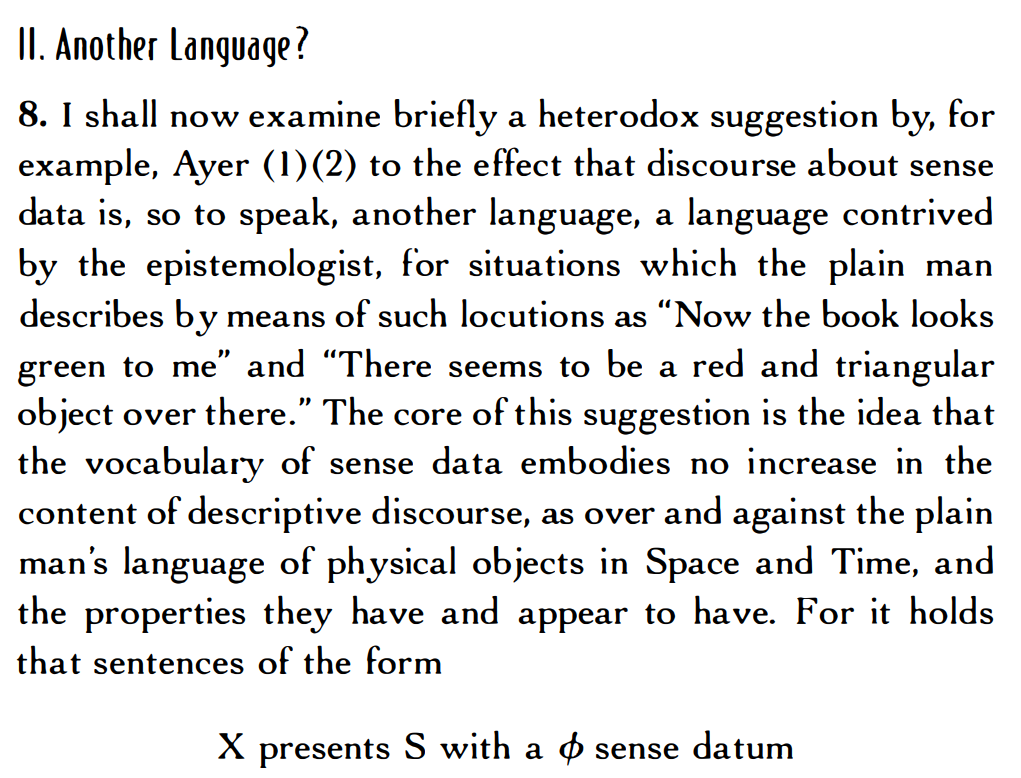 II. Another Language?
8. I shall now examine briefly a heterodox suggestion by, for
example, Ayer (1)(2) to the effect that discourse about sense
data is, so to speak, another language, a language contrived
by the epistemologist, for situations which the plain man
describes by means of such locutions as “Now the book looks
green to me” and “There seems to be a red and triangular
object over there.” The core of this suggestion is the idea that
the vocabulary of sense data embodies no increase in the
content of descriptive discourse, as over and against the plain
man’s language of physical objects in Space and Time, and
the properties they have and appear to have. For it holds
that sentences of the form
X presents S with a ϕ sense datum